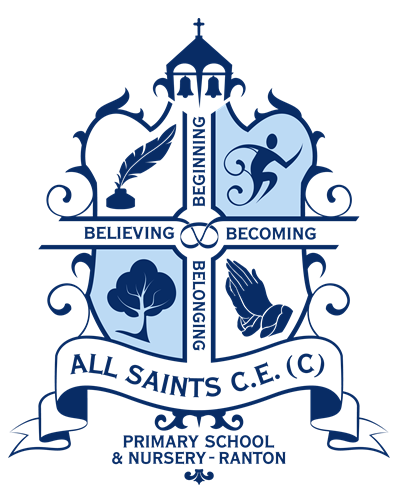 BEGINNING
BELIEVING
BECOMING
BELONGING
ALL SAINTS C.E. (C)
PRIMARY SCHOOL
& NURSERY - RANTON